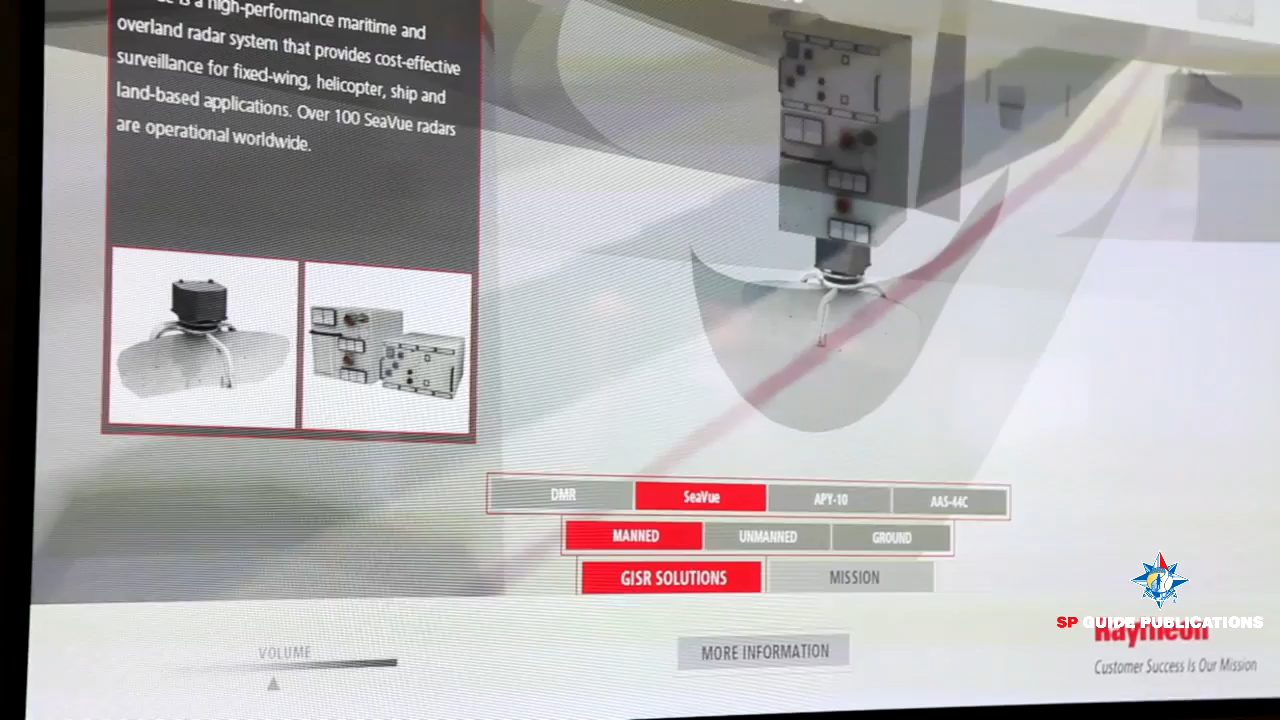 is a high-performance maritime and
overland radar system that provides cost-effective
surveillance for fixed-wing, helicopter, ship and
land-based applications. Over 100 SeaVue radars
are operational worldwide.
DMR
SeaVue
APY-10
AAS-44C
MANNED
UNMANNED
GROUND
GISR SOLUTIONS
MISSION
VOLUME
MORE INFORMATION
SP GUIDE PUBLICATIONS
Raytheon
Customer Success Is Our Mission